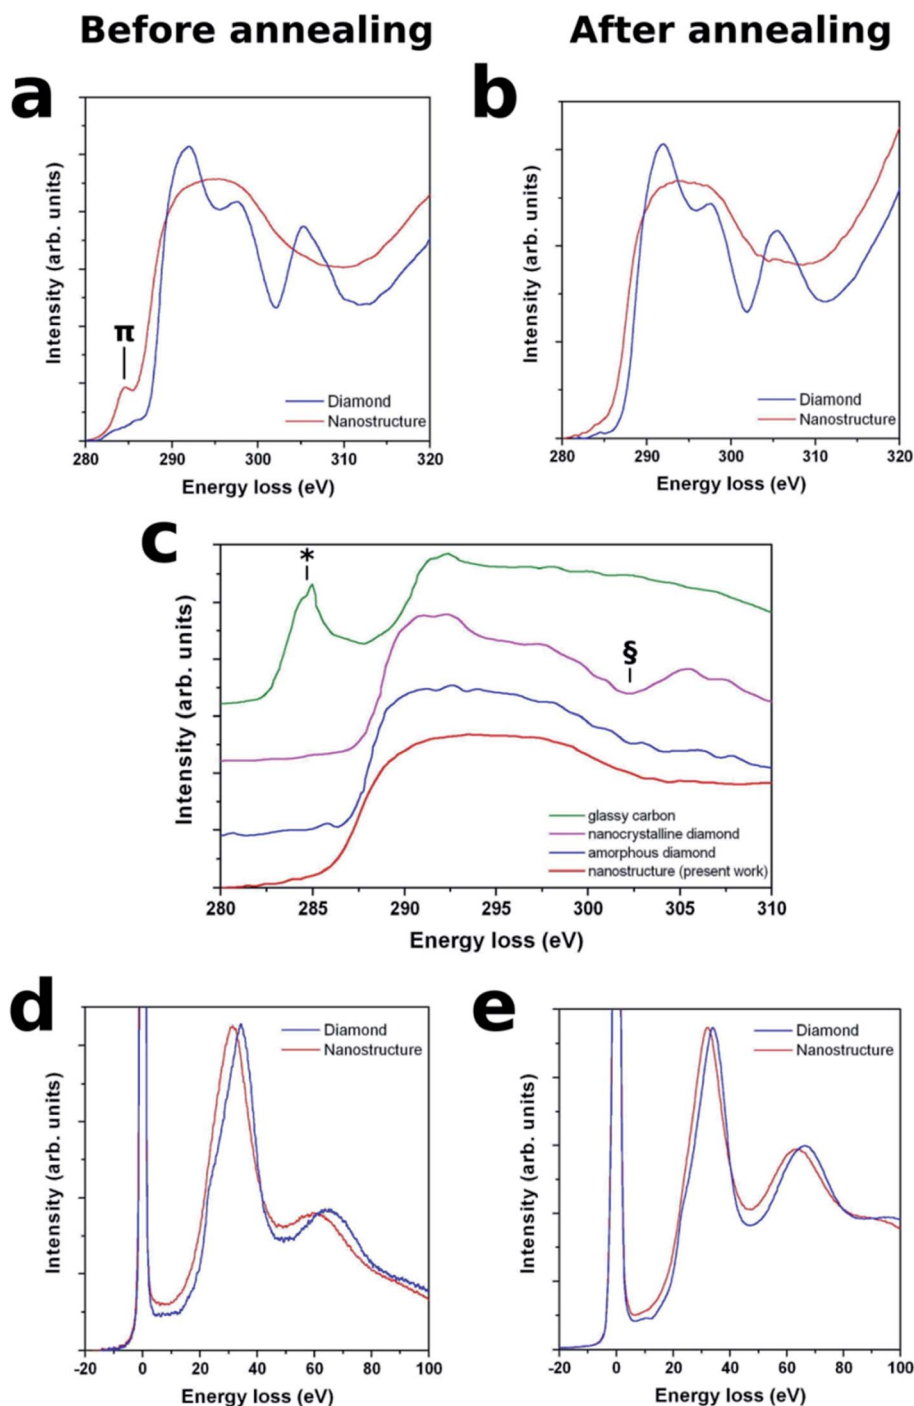 Before annealing
After annealing
a
Intensity (arb. units)
π
Diamond
Nanostructure
280 290 300 310 320
Energy loss (eV)
b
Intensity (arb. units)
Diamond
Nanostructure
280 290 300 310 320
Energy loss (eV)
c
Intensity (arb. units)
*
§
glassy carbon
nanocrystalline diamond
amorphous diamond
nanostructure (present work)
280 285 290 295 300 305 310
Energy loss (eV)
d
Intensity (arb. units)
Diamond
Nanostructure
-20 0 20 40 60 80 100
Energy loss (eV)
e
Intensity (arb. units)
Diamond
Nanostructure
-20 0 20 40 60 80 100
Energy loss (eV)